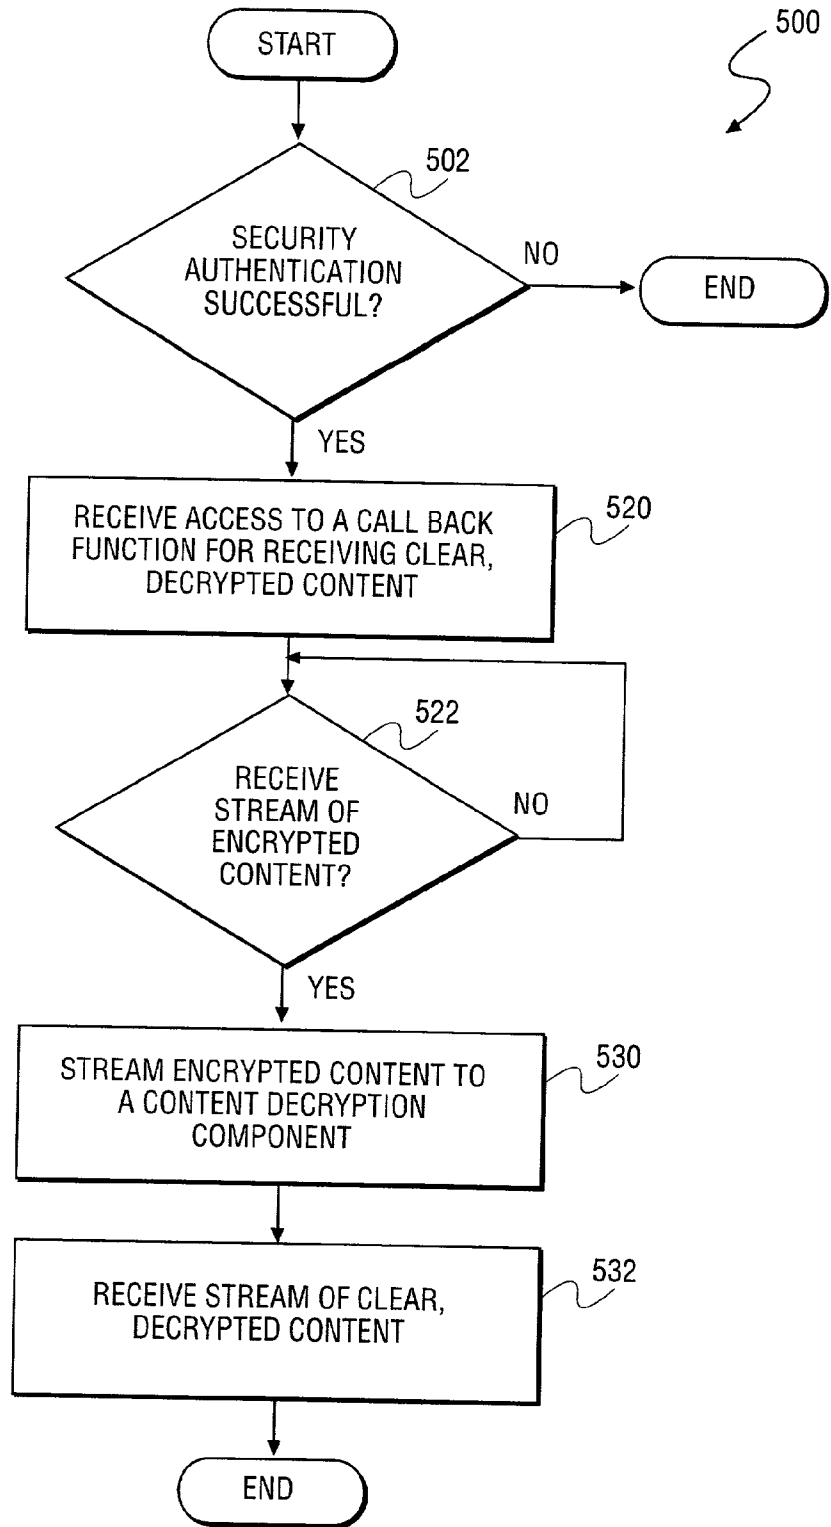 START
500
502
SECURITY
AUTHENTICATION
SUCCESSFUL?
NO
END
YES
RECEIVE ACCESS TO A CALL BACK
FUNCTION FOR RECEIVING CLEAR,
DECRYPTED CONTENT
520
522
RECEIVE
STREAM OF
ENCRYPTED
CONTENT?
NO
YES
STREAM ENCRYPTED CONTENT TO
A CONTENT DECRYPTION
COMPONENT
530
RECEIVE STREAM OF CLEAR,
DECRYPTED CONTENT
532
END